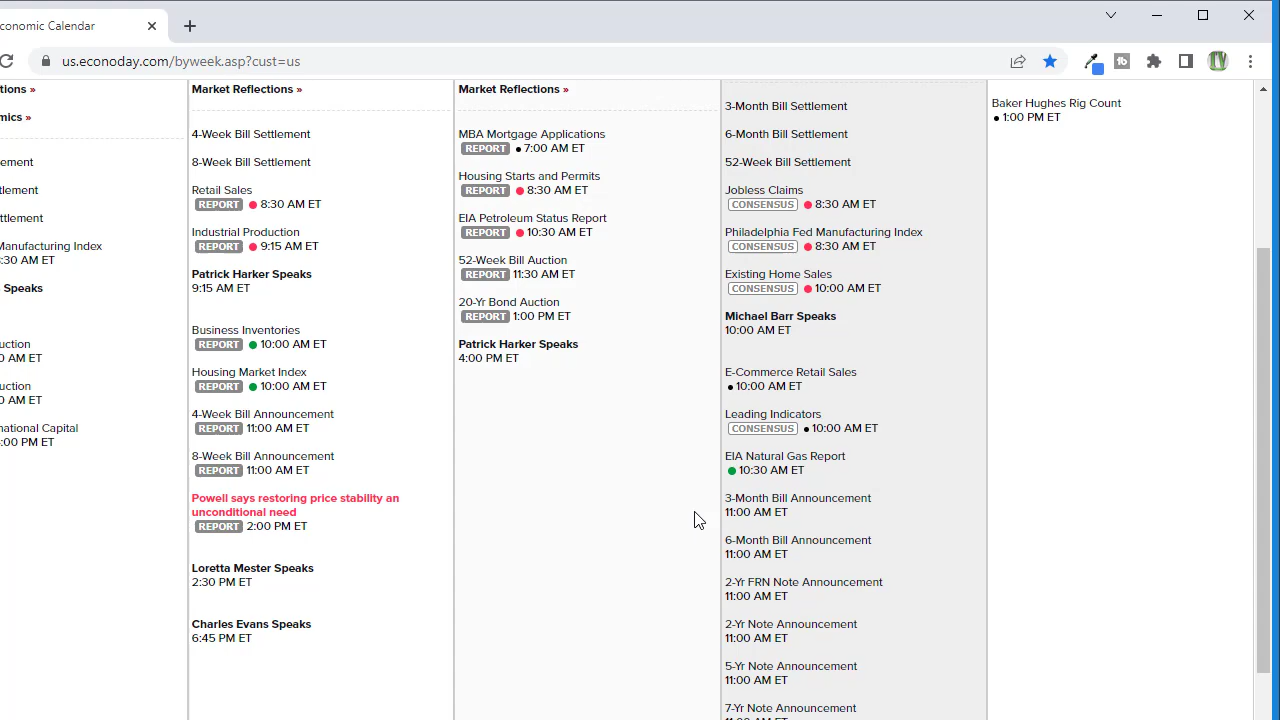 conomic Calendar
us.econoday.com/byweek.asp?cust=us
tb
tions »
mics »
ettlement
ttlement
ttlement
Manufacturing Index
:30 AM ET
Speaks
uction
0 AM ET
uction
0 AM ET
national Capital
:00 PM ET
Market Reflections »
4-Week Bill Settlement
8-Week Bill Settlement
Retail Sales
REPORT 8:30 AM ET
Industrial Production
REPORT 9:15 AM ET
Patrick Harker Speaks
9:15 AM ET
Business Inventories
REPORT 10:00 AM ET
Housing Market Index
REPORT 10:00 AM ET
4-Week Bill Announcement
REPORT 11:00 AM ET
8-Week Bill Announcement
REPORT 11:00 AM ET
Powell says restoring price stability an
unconditional need
REPORT 2:00 PM ET
Loretta Mester Speaks
2:30 PM ET
Charles Evans Speaks
6:45 PM ET
Market Reflections »
MBA Mortgage Applications
REPORT 7:00 AM ET
Housing Starts and Permits
REPORT 8:30 AM ET
EIA Petroleum Status Report
REPORT 10:30 AM ET
52-Week Bill Auction
REPORT 11:30 AM ET
20-Yr Bond Auction
REPORT 1:00 PM ET
Patrick Harker Speaks
4:00 PM ET
3-Month Bill Settlement
6-Month Bill Settlement
52-Week Bill Settlement
Jobless Claims
CONSENSUS 8:30 AM ET
Philadelphia Fed Manufacturing Index
CONSENSUS 8:30 AM ET
Existing Home Sales
CONSENSUS 10:00 AM ET
Michael Barr Speaks
10:00 AM ET
E-Commerce Retail Sales
10:00 AM ET
Leading Indicators
CONSENSUS 10:00 AM ET
EIA Natural Gas Report
10:30 AM ET
3-Month Bill Announcement
11:00 AM ET
6-Month Bill Announcement
11:00 AM ET
2-Yr FRN Note Announcement
11:00 AM ET
2-Yr Note Announcement
11:00 AM ET
5-Yr Note Announcement
11:00 AM ET
7-Yr Note Announcement
Baker Hughes Rig Count
1:00 PM ET